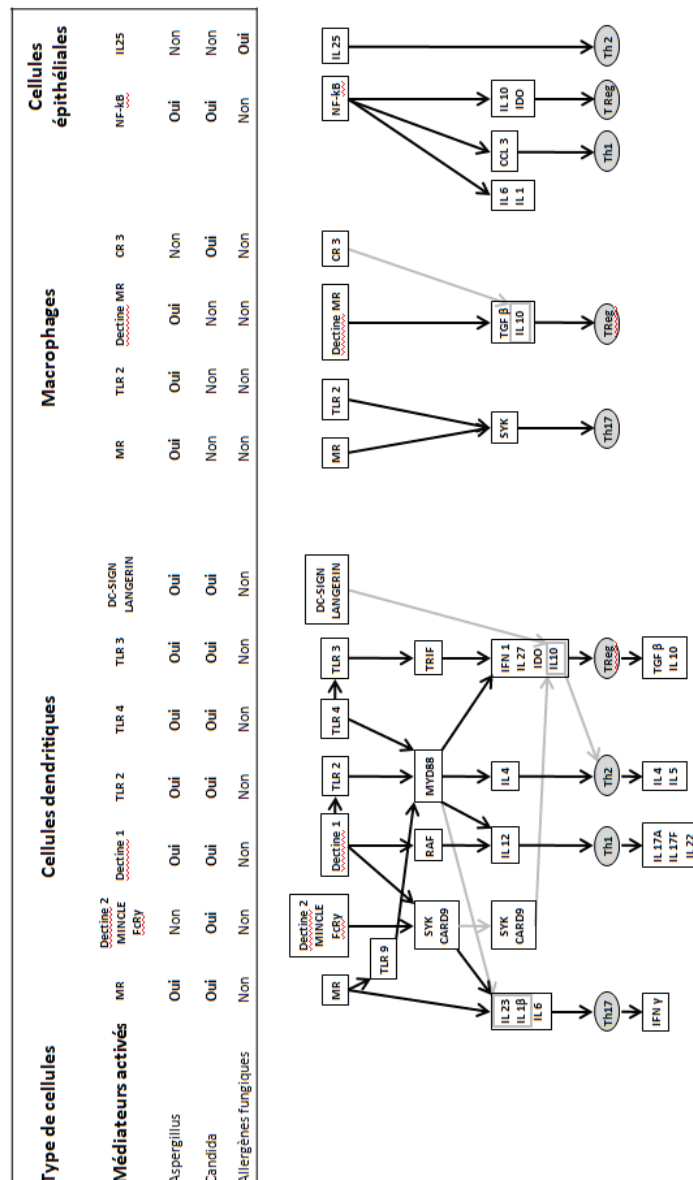 Type de cellules Cellules dendritiques Macrophages Cellules
épithéliales
Médiateurs activés MR Dectine 2
MINCLE
FcRγ Dectine 1 TLR 2 TLR 4 TLR 3 DC-SIGN
LANGERIN MR TLR 2 Dectine MR CR 3 NF-kB IL25
Aspergillus Oui Non Oui Oui Oui Oui Oui Oui Oui Oui Non Oui Non
Candida Oui Oui Oui Oui Oui Oui Oui Non Non Non Oui Oui Non
Allergènes fungiques Non Non Non Non Non Non Non Non Non Non Non Non Oui
MR
Dectine 2
MINCLE
FcRγ
Dectine 1
TLR 2
TLR 4
TLR 3
DC-SIGN
LANGERIN
MR
TLR 2
Dectine MR
CR 3
NF-kB
IL 25
TLR 9
SYK
CARD9
RAF
MYD88
TRIF
IL 23
IL 1β
IL 6
SYK
CARD9
IL 12
IL 4
IFN 1
IL 27
IDO
IL10
SYK
TGF β
IL 10
IL 6
IL 1
CCL 3
IL 10
IDO
Th17
Th1
Th2
TReg
Th17
TReg
Th1
T Reg
Th 2
IFN γ
IL 17A
IL 17F
IL 22
IL 4
IL 5
TGF β
IL 10